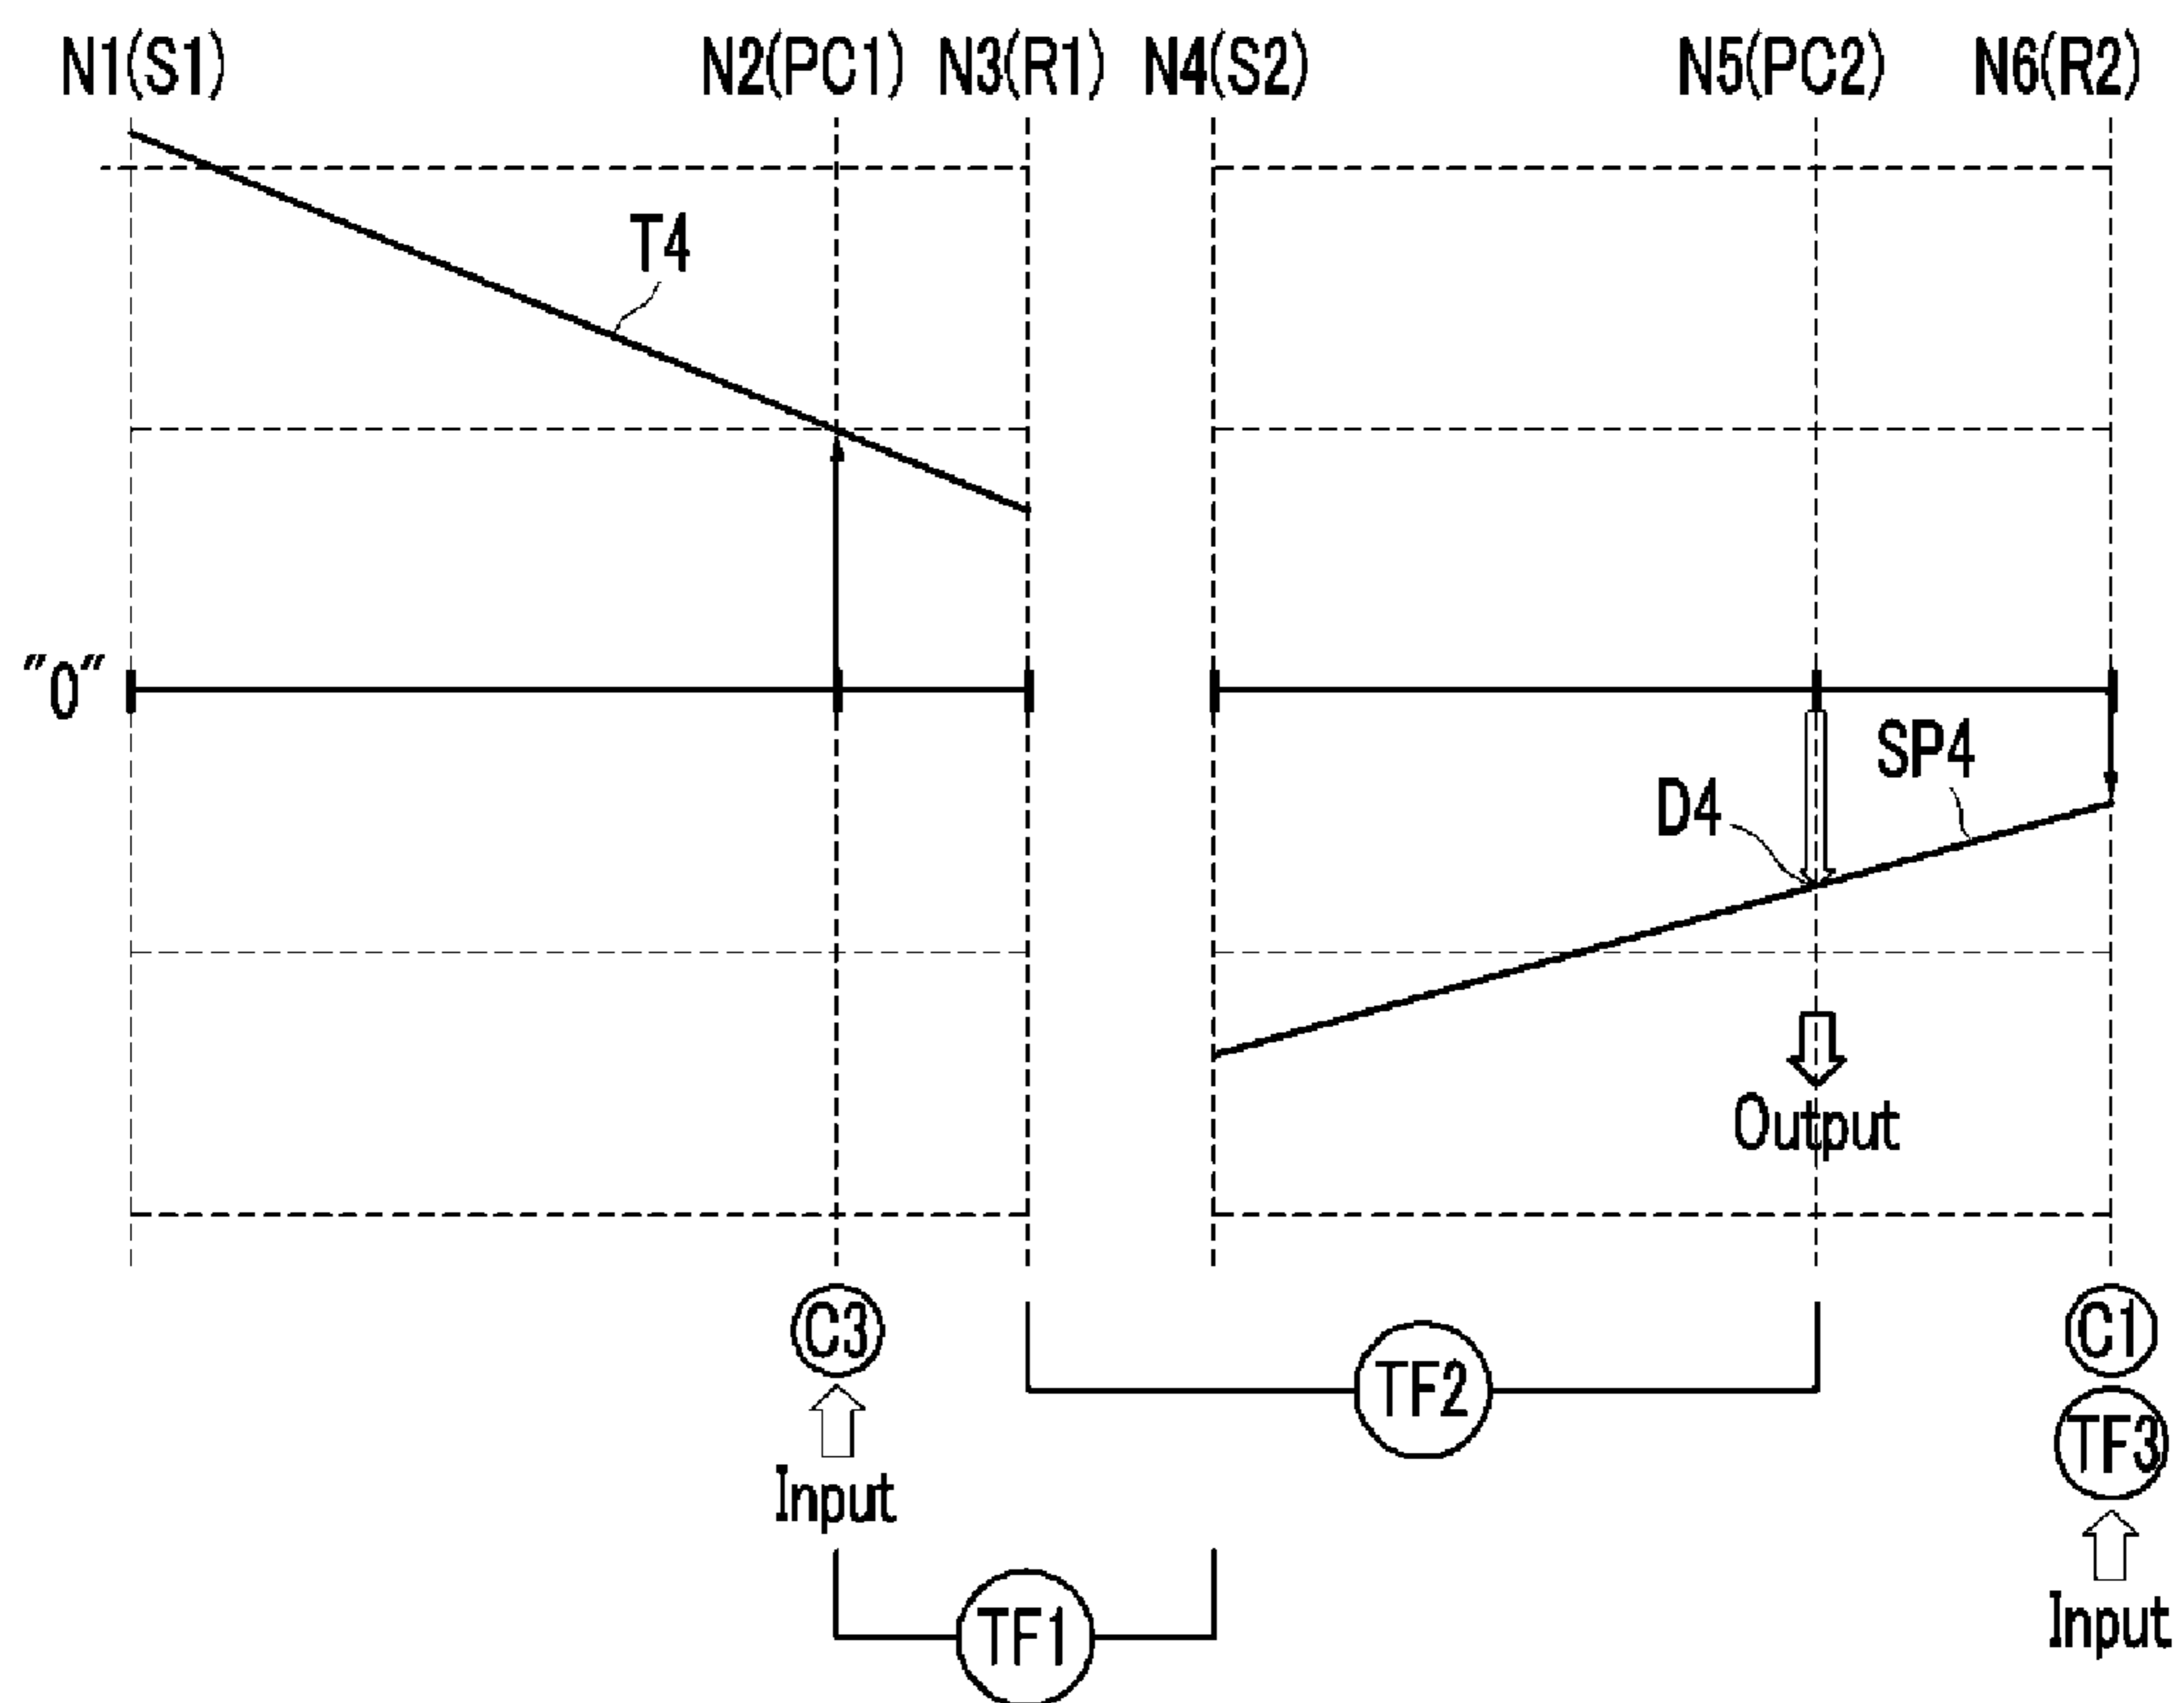 N1(S1) N2(PC1) N3(R1) N4(S2) N5(PC2) N6(R2)
T4
"0"
SP4
D4
Output
C3 C1
TF2
TF3
Input
Input
TF1